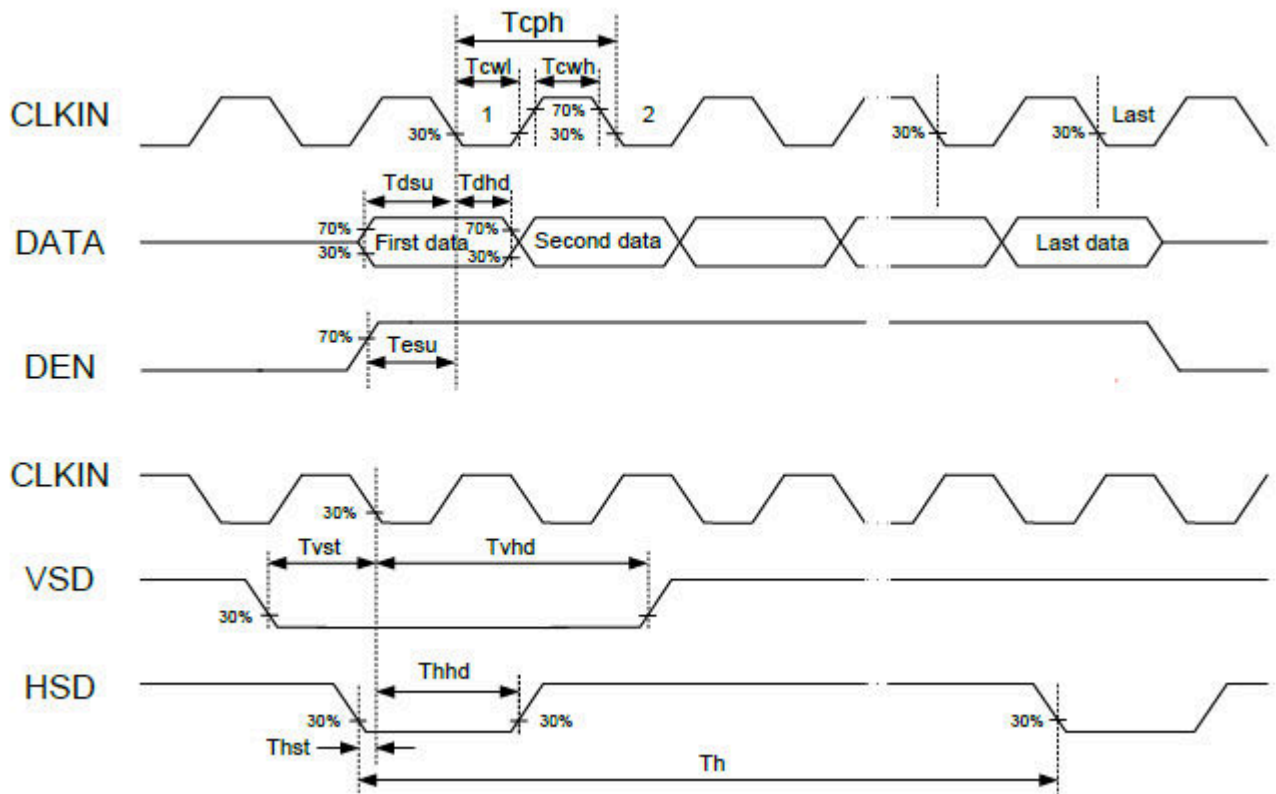 Tcph
Tcwl Tcwh
CLKIN 30% 1 70% 30% 2 30% 30% Last
Tdsu Tdhd
DATA 70% 30% First data 70% 30% Second data Last data
DEN 70% Tesu
CLKIN 30%
Tvst Tvhd
VSD 30%
HSD Thhd
30% 30% 30%
Thst
Th